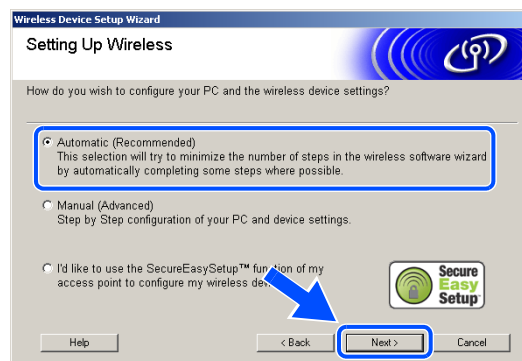 Wireless Device Setup Wizard
Setting Up Wireless
How do you wish to configure your PC and the wireless device settings?
Automatic (Recommended)
This selection will try to minimize the number of steps in the wireless software wizard
by automatically completing some steps where possible.
Manual (Advanced)
Step by Step configuration of your PC and device settings.
I'd like to use the SecureEasySetup™ function of my
access point to configure my wireless
Secure
Easy
Setup
Help
< Back
Next >
Cancel